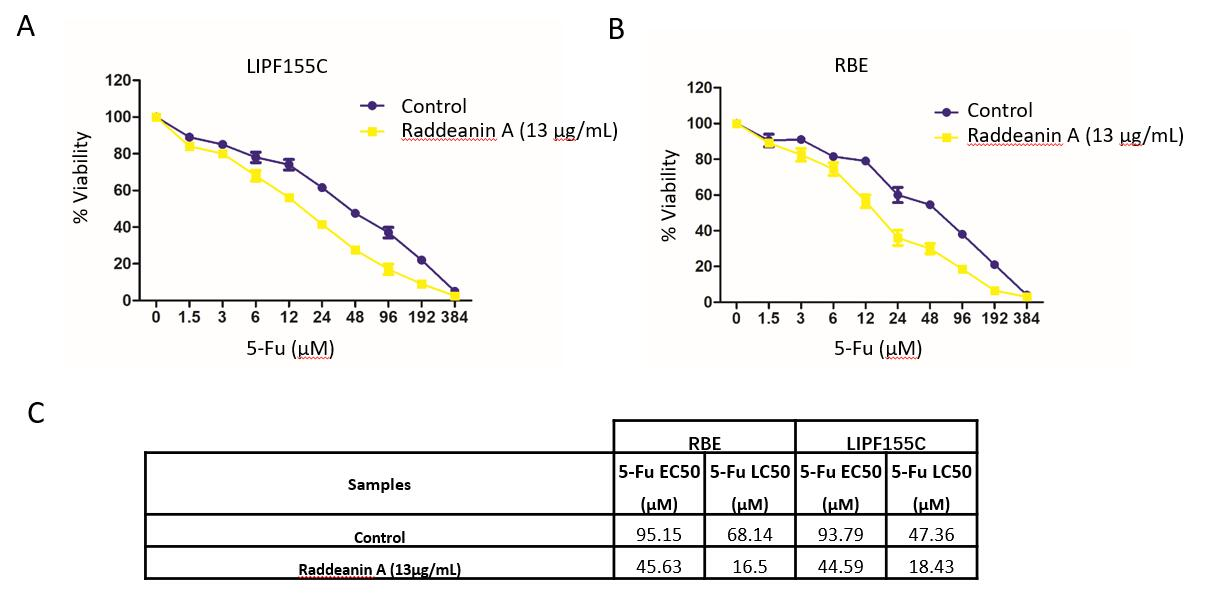 A
B
LIPF155C
RBE
120
100
80
60
40
20
0
% Viability
Control
Raddeanin A (13 µg/mL)
0 1.5 3 6 12 24 48 96 192 384
5-Fu (µM)
120
100
80
60
40
20
0
% Viability
Control
Raddeanin A (13 µg/mL)
0 1.5 3 6 12 24 48 96 192 384
5-Fu (µM)
C
RBE LIPF155C
Samples 5-Fu EC50 (µM) 5-Fu LC50 (µM) 5-Fu EC50 (µM) 5-Fu LC50 (µM)
Control 95.15 68.14 93.79 47.36
Raddeanin A (13µg/mL) 45.63 16.5 44.59 18.43